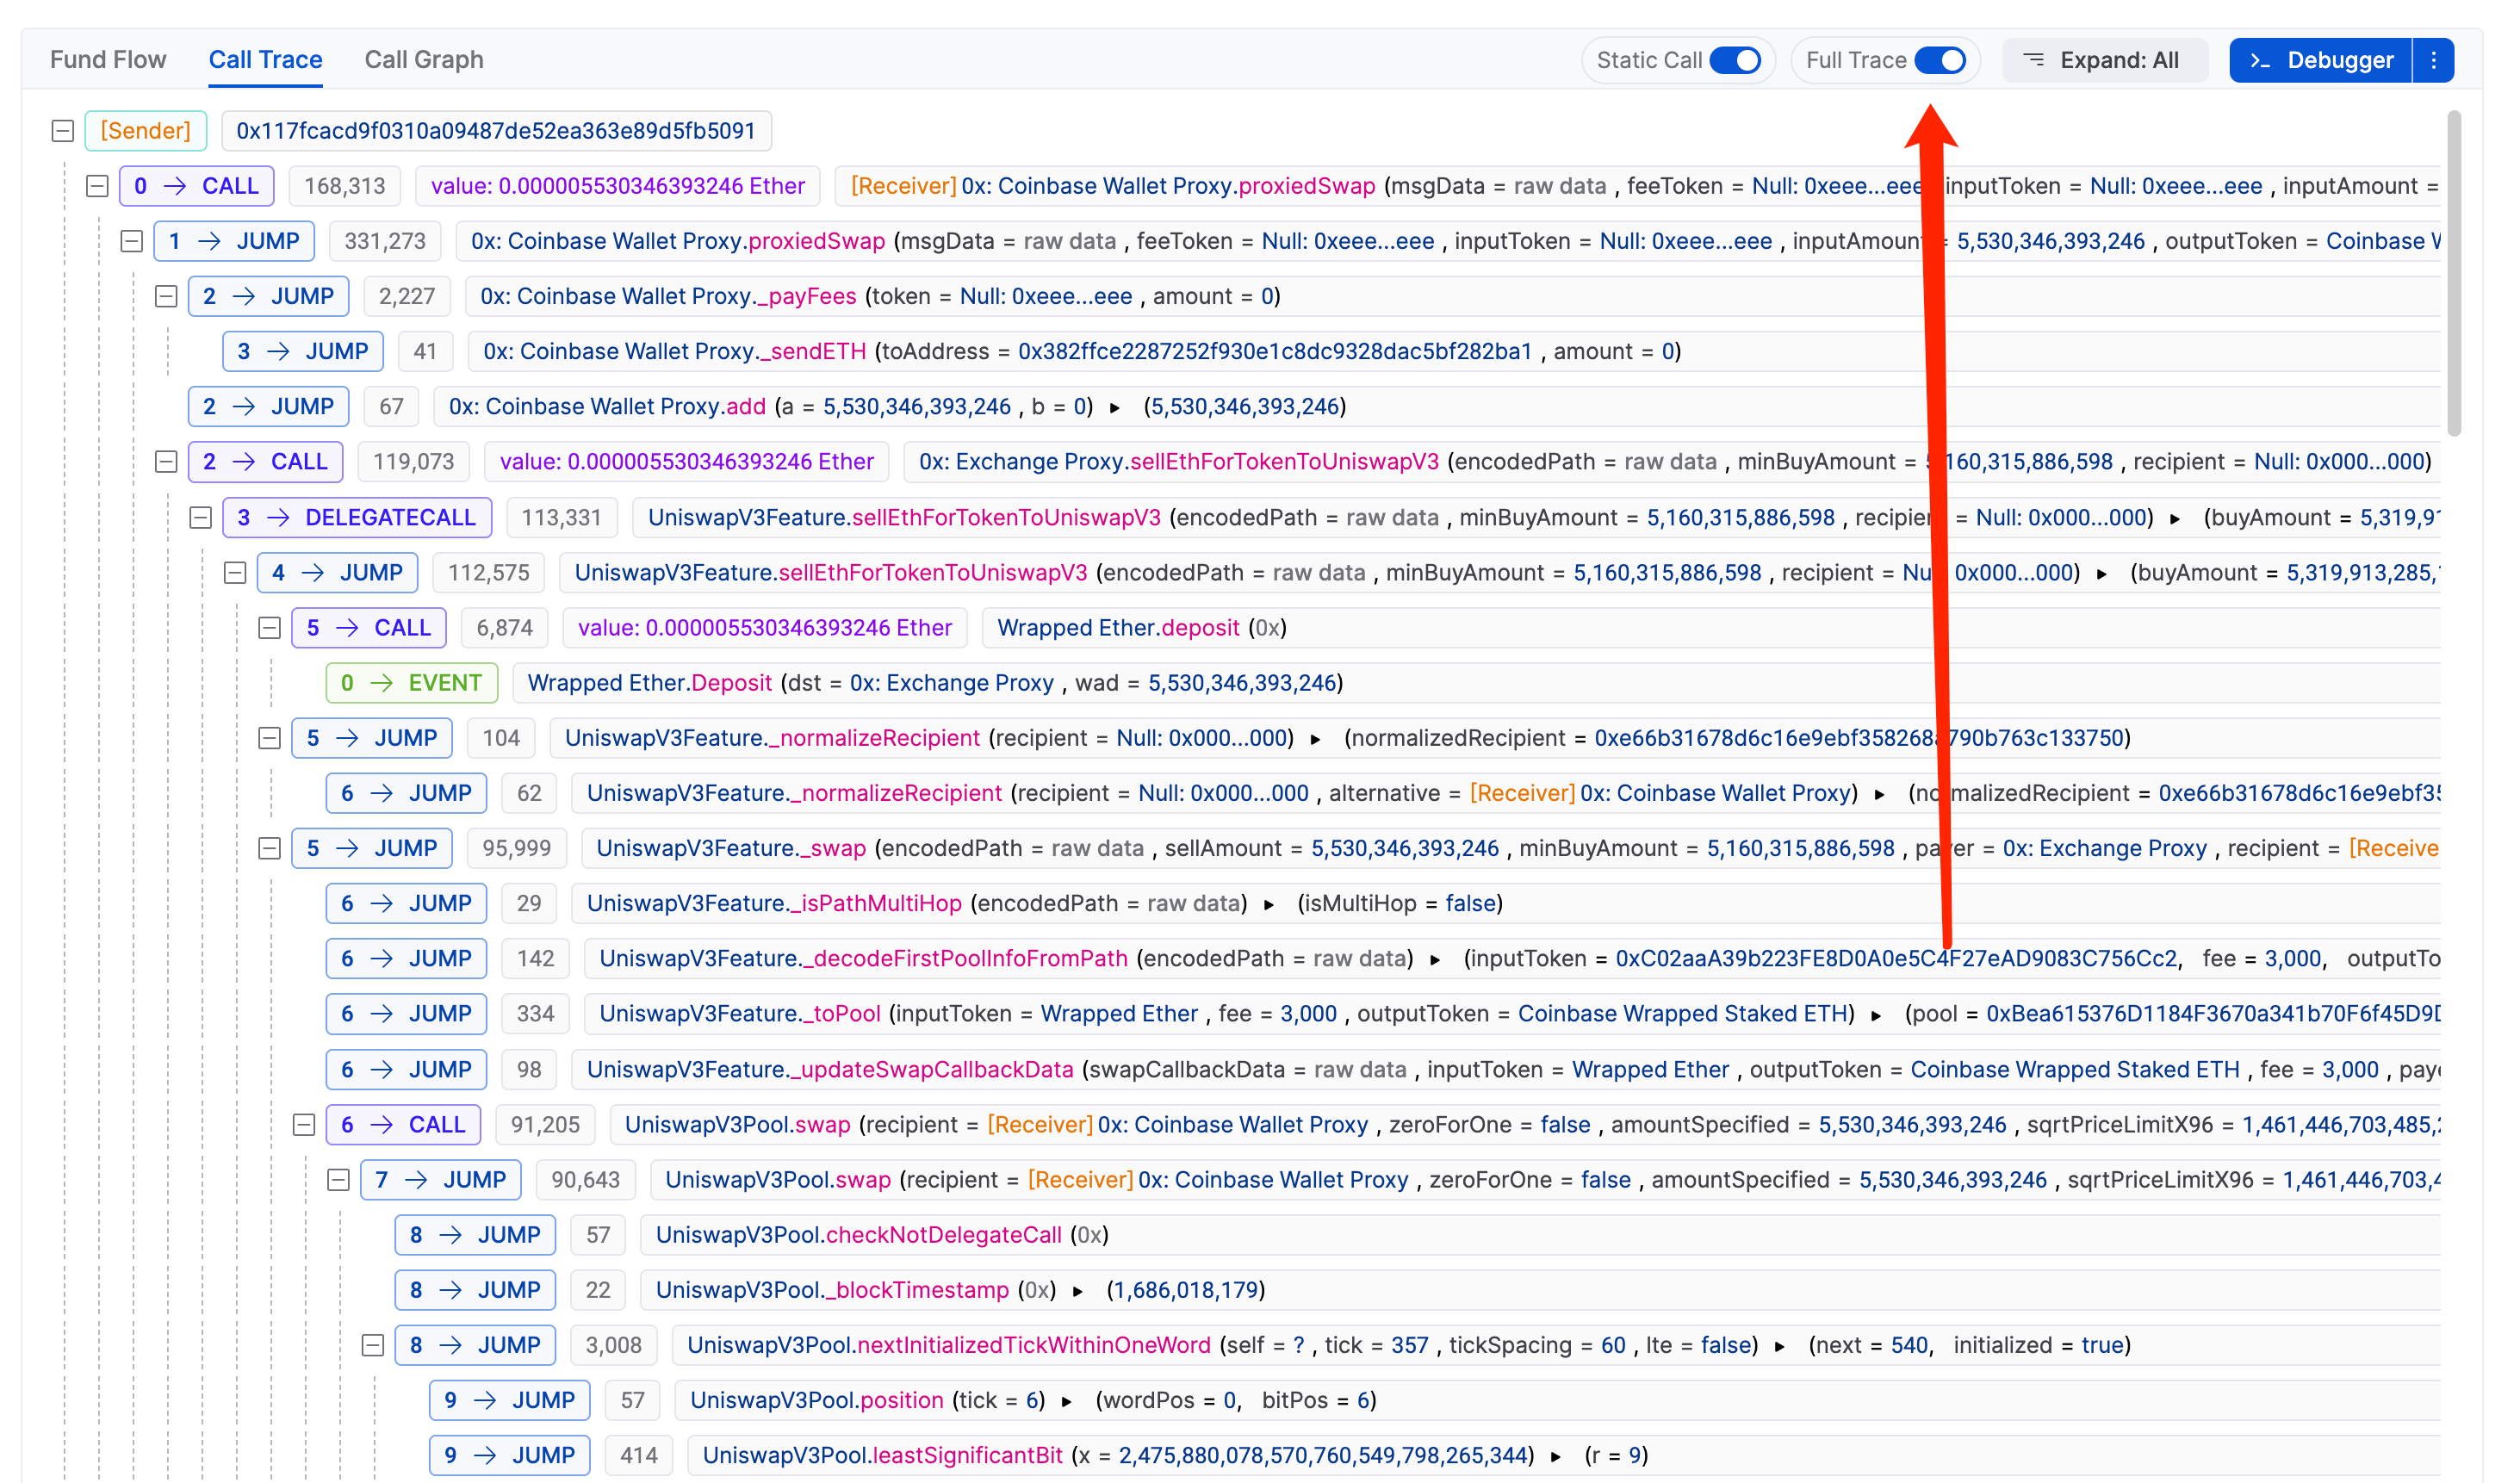 Fund Flow Call Trace Call Graph Static Call Full Trace Expand: All >_ Debugger
[Sender] 0x117fcacd9f0310a09487de52ea363e89d5fb5091
0 → CALL 168,313 value: 0.000005530346393246 Ether [Receiver] 0x: Coinbase Wallet Proxy.proxiedSwap (msgData = raw data , feeToken = Null: 0xeee...eee inputToken = Null: 0xeee...eee , inputAmount =
1 → JUMP 331,273 0x: Coinbase Wallet Proxy.proxiedSwap (msgData = raw data , feeToken = Null: 0xeee...eee , inputToken = Null: 0xeee...eee , inputAmount = 5,530,346,393,246 , outputToken = Coinbase
2 → JUMP 2,227 0x: Coinbase Wallet Proxy._payFees (token = Null: 0xeee...eee , amount = 0)
3 → JUMP 41 0x: Coinbase Wallet Proxy._sendETH (toAddress = 0x382ffce2287252f930e1c8dc9328dac5bf282ba1 , amount = 0)
2 → JUMP 67 0x: Coinbase Wallet Proxy.add (a = 5,530,346,393,246 , b = 0) ▸ (5,530,346,393,246)
2 → CALL 119,073 value: 0.000005530346393246 Ether 0x: Exchange Proxy.sellEthForTokenToUniswapV3 (encodedPath = raw data , minBuyAmount = 5,160,315,886,598 , recipient = Null: 0x000...000)
3 → DELEGATECALL 113,331 UniswapV3Feature.sellEthForTokenToUniswapV3 (encodedPath = raw data , minBuyAmount = 5,160,315,886,598 , recipient = Null: 0x000...000) ▸ (buyAmount = 5,319,9
4 → JUMP 112,575 UniswapV3Feature.sellEthForTokenToUniswapV3 (encodedPath = raw data , minBuyAmount = 5,160,315,886,598 , recipient = Null: 0x000...000) ▸ (buyAmount = 5,319,913,285,
5 → CALL 6,874 value: 0.000005530346393246 Ether Wrapped Ether.deposit (0x)
0 → EVENT Wrapped Ether.Deposit (dst = 0x: Exchange Proxy , wad = 5,530,346,393,246)
5 → JUMP 104 UniswapV3Feature._normalizeRecipient (recipient = Null: 0x000...000) ▸ (normalizedRecipient = 0xe66b31678d6c16e9ebf358268a790b763c133750)
6 → JUMP 62 UniswapV3Feature._normalizeRecipient (recipient = Null: 0x000...000 , alternative = [Receiver] 0x: Coinbase Wallet Proxy) ▸ (normalizedRecipient = 0xe66b31678d6c16e9ebf35
5 → JUMP 95,999 UniswapV3Feature._swap (encodedPath = raw data , sellAmount = 5,530,346,393,246 , minBuyAmount = 5,160,315,886,598 , payer = 0x: Exchange Proxy , recipient = [Receive
6 → JUMP 29 UniswapV3Feature._isPathMultiHop (encodedPath = raw data) ▸ (isMultiHop = false)
6 → JUMP 142 UniswapV3Feature._decodeFirstPoolInfoFromPath (encodedPath = raw data) ▸ (inputToken = 0xC02aaA39b223FE8D0A0e5C4F27eAD9083C756Cc2, fee = 3,000, outputTo
6 → JUMP 334 UniswapV3Feature._toPool (inputToken = Wrapped Ether , fee = 3,000 , outputToken = Coinbase Wrapped Staked ETH) ▸ (pool = 0xBea615376D1184F3670a341b70F6f45D9D
6 → JUMP 98 UniswapV3Feature._updateSwapCallbackData (swapCallbackData = raw data , inputToken = Wrapped Ether , outputToken = Coinbase Wrapped Staked ETH , fee = 3,000 , paye
6 → CALL 91,205 UniswapV3Pool.swap (recipient = [Receiver] 0x: Coinbase Wallet Proxy , zeroForOne = false , amountSpecified = 5,530,346,393,246 , sqrtPriceLimitX96 = 1,461,446,703,485,
7 → JUMP 90,643 UniswapV3Pool.swap (recipient = [Receiver] 0x: Coinbase Wallet Proxy , zeroForOne = false , amountSpecified = 5,530,346,393,246 , sqrtPriceLimitX96 = 1,461,446,703,4
8 → JUMP 57 UniswapV3Pool.checkNotDelegateCall (0x)
8 → JUMP 22 UniswapV3Pool._blockTimestamp (0x) ▸ (1,686,018,179)
8 → JUMP 3,008 UniswapV3Pool.nextInitializedTickWithinOneWord (self = ? , tick = 357 , tickSpacing = 60 , lte = false) ▸ (next = 540, initialized = true)
9 → JUMP 57 UniswapV3Pool.position (tick = 6) ▸ (wordPos = 0, bitPos = 6)
9 → JUMP 414 UniswapV3Pool.leastSignificantBit (x = 2,475,880,078,570,760,549,798,265,344) ▸ (r = 9)